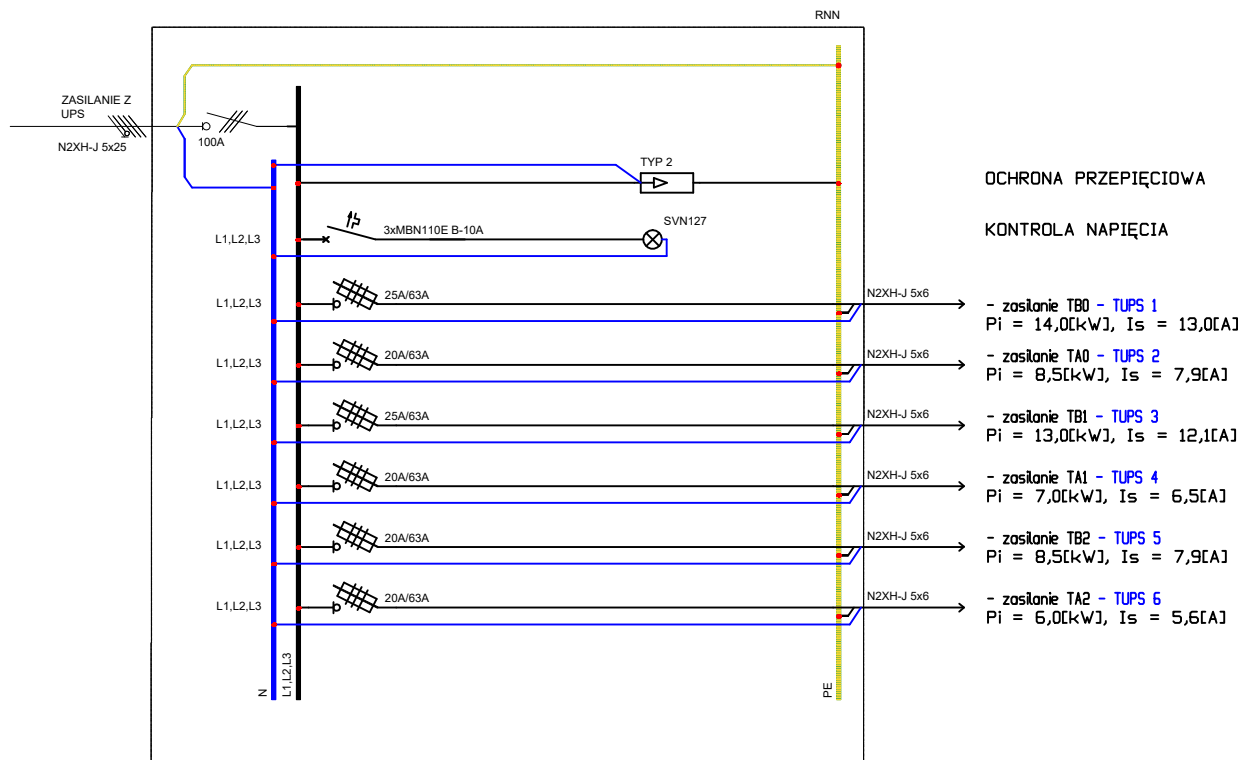 RNN
ZASILANIE Z
UPS
N2XH-J 5x25
100A
TYP 2
OCHRONA PRZEPIĘCIOWA
L1,L2,L3
3xMBN110E B-10A
SVN127
KONTROLA NAPIĘCIA
L1,L2,L3
25A/63A
N2XH-J 5x6
- zasilanie TB0 - TUPS 1
Pi = 14,0[kW], Is = 13,0[A]
L1,L2,L3
20A/63A
N2XH-J 5x6
- zasilanie TA0 - TUPS 2
Pi = 8,5[kW], Is = 7,9[A]
L1,L2,L3
25A/63A
N2XH-J 5x6
- zasilanie TB1 - TUPS 3
Pi = 13,0[kW], Is = 12,1[A]
L1,L2,L3
20A/63A
N2XH-J 5x6
- zasilanie TA1 - TUPS 4
Pi = 7,0[kW], Is = 6,5[A]
L1,L2,L3
20A/63A
N2XH-J 5x6
- zasilanie TB2 - TUPS 5
Pi = 8,5[kW], Is = 7,9[A]
L1,L2,L3
20A/63A
N2XH-J 5x6
- zasilanie TA2 - TUPS 6
Pi = 6,0[kW], Is = 5,6[A]
N
L1,L2,L3
PE